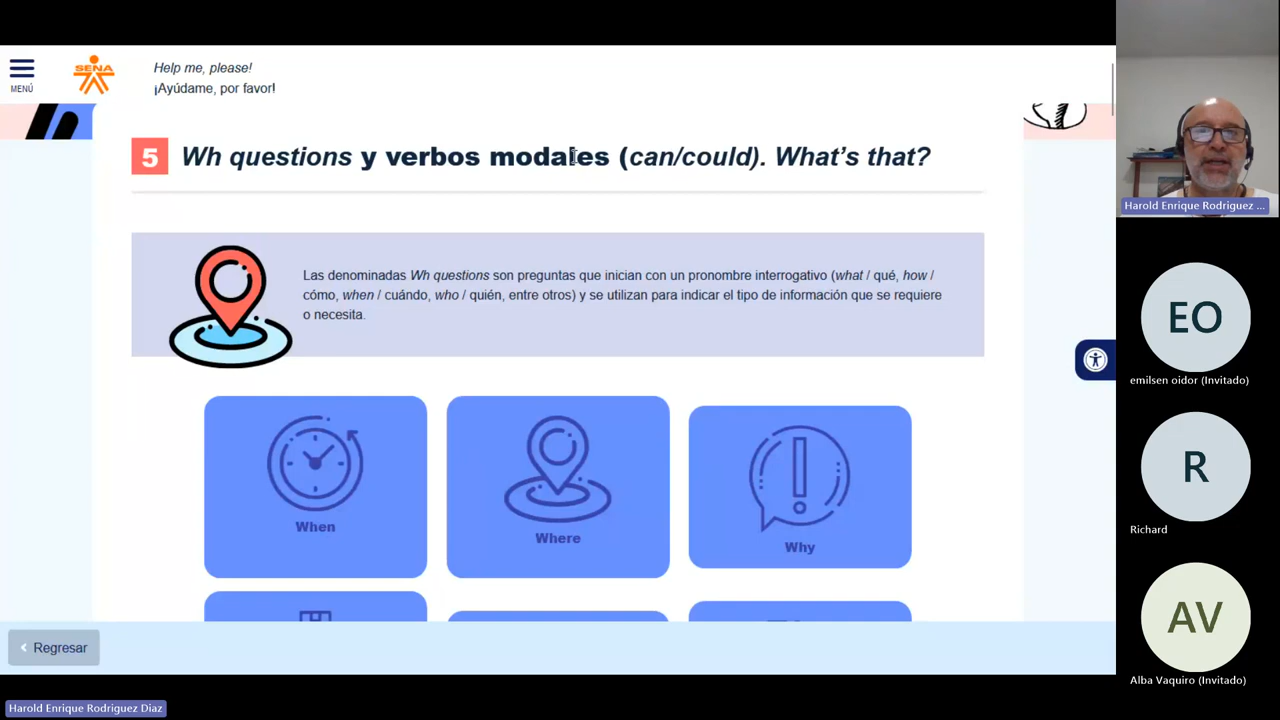 MENÚ
SENA
Help me, please!
¡Ayúdame, por favor!
5
Wh questions y verbos modales (can/could). What's that?
Las denominadas Wh questions son preguntas que inician con un pronombre interrogativo (what / qué, how /
cómo, when / cuándo, who / quién, entre otros) y se utilizan para indicar el tipo de información que se requiere
o necesita.
When
Where
Why
Regresar
Harold Enrique Rodriguez Diaz
Harold Enrique Rodriguez ...
EO
emilsen oidor (Invitado)
R
Richard
AV
Alba Vaquiro (Invitado)